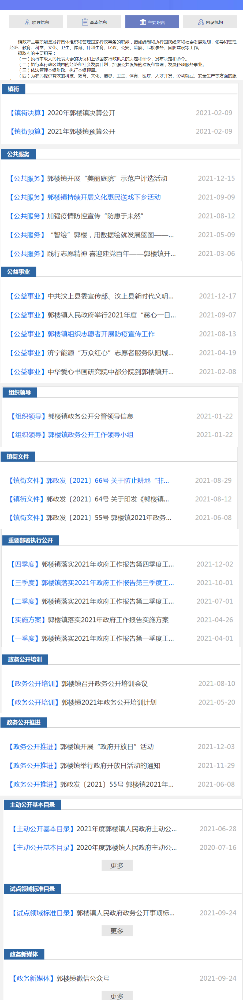 领导信息 基本信息 主要职责 内设机构
镇政府主要职能是发行具体组织和管理国家行政事务的职能，诸如编制和执行国民经济和社会发展规划，领导和管理
经济、教育、科学、文化、卫生、体育、计划生育、民政、公安、监察、民族事务、国防建设等工作。
镇政府的主要职责：
（一）执行本级人民代表大会的决议和上级国家行政机关的决定和命令，发布决定和命令。
（二）执行本行政区域内的经济和社会发展计划，加强公共设施的建设和管理，发展各项服务事业。
（三）依法管理本级财政、执行本级预算。
（四）为农民提供有效的科技、教育、文化、信息、卫生、体育、医疗、人才开发、劳动就业、安全生产等方面的服
镇街
【镇街决算】2020年郭楼镇决算公开 2021-02-09
【镇街预算】2021年郭楼镇预算公开 2021-02-09
公共服务
【公共服务】郭楼镇开展“美丽庭院”示范户评选活动 2021-12-15
【公共服务】郭楼镇持续开展文化惠民送戏下乡活动 2021-09-09
【公共服务】加强疫情防控宣传“防患于未然” 2021-08-12
【公共服务】“智绘”郭楼，用数据绘就发展蓝图——... 2021-05-09
【公共服务】践行志愿精神 喜迎建党百年——郭楼镇开... 2021-03-06
公益事业
【公益事业】中共汶上县委宣传部、汶上县新时代文明... 2021-12-17
【公益事业】郭楼镇人民政府举行2021年度“慈心一日... 2021-09-07
【公益事业】郭楼镇组织志愿者开展防疫宣传工作 2021-08-13
【公益事业】济宁能源“万众红心”志愿者服务队阳城... 2021-04-19
【公益事业】中华爱心书画研究院中都分院到郭楼镇开... 2021-02-08
组织领导
【组织领导】郭楼镇政务公开分管领导信息 2021-01-22
【组织领导】郭楼镇政务公开工作领导小组 2021-01-22
镇街文件
【镇街文件】郭政发〔2021〕66号 关于防止耕地“非... 2021-08-29
【镇街文件】郭政发〔2021〕64号 关于印发《郭楼镇... 2021-08-12
【镇街文件】郭政发〔2021〕55号 郭楼镇2021年政务... 2021-06-08
重要部署执行公开
【四季度】郭楼镇落实2021年政府工作报告第四季度工... 2021-12-02
【三季度】郭楼镇落实2021年政府工作报告第三季度工... 2021-10-01
【二季度】郭楼镇落实2021年政府工作报告第二季度工... 2021-07-01
【实施方案】郭楼镇落实2021年政府工作报告实施方案 2021-04-26
【一季度】郭楼镇落实2021年政府工作报告第一季度工... 2021-04-01
政务公开培训
【政务公开培训】郭楼镇召开政务公开培训会议 2021-08-10
【政务公开培训】郭楼镇2021年政务公开培训计划 2021-05-20
政务公开推进
【政务公开推进】郭楼镇开展“政府开放日”活动 2021-12-03
【政务公开推进】郭楼镇举行政府开放日活动的通知 2021-11-29
【政务公开推进】郭政发〔2021〕55号 郭楼镇2021年... 2021-06-08
主动公开基本目录
【主动公开基本目录】2021年度郭楼镇人民政府主动公... 2021-06-28
【主动公开基本目录】2020年度郭楼镇人民政府主动公... 2020-07-16
更多
试点领域标准目录
【试点领域标准目录】郭楼镇人民政府政务公开事项标... 2021-09-24
更多
政务新媒体
【政务新媒体】郭楼镇微信公众号 2021-09-24
更多